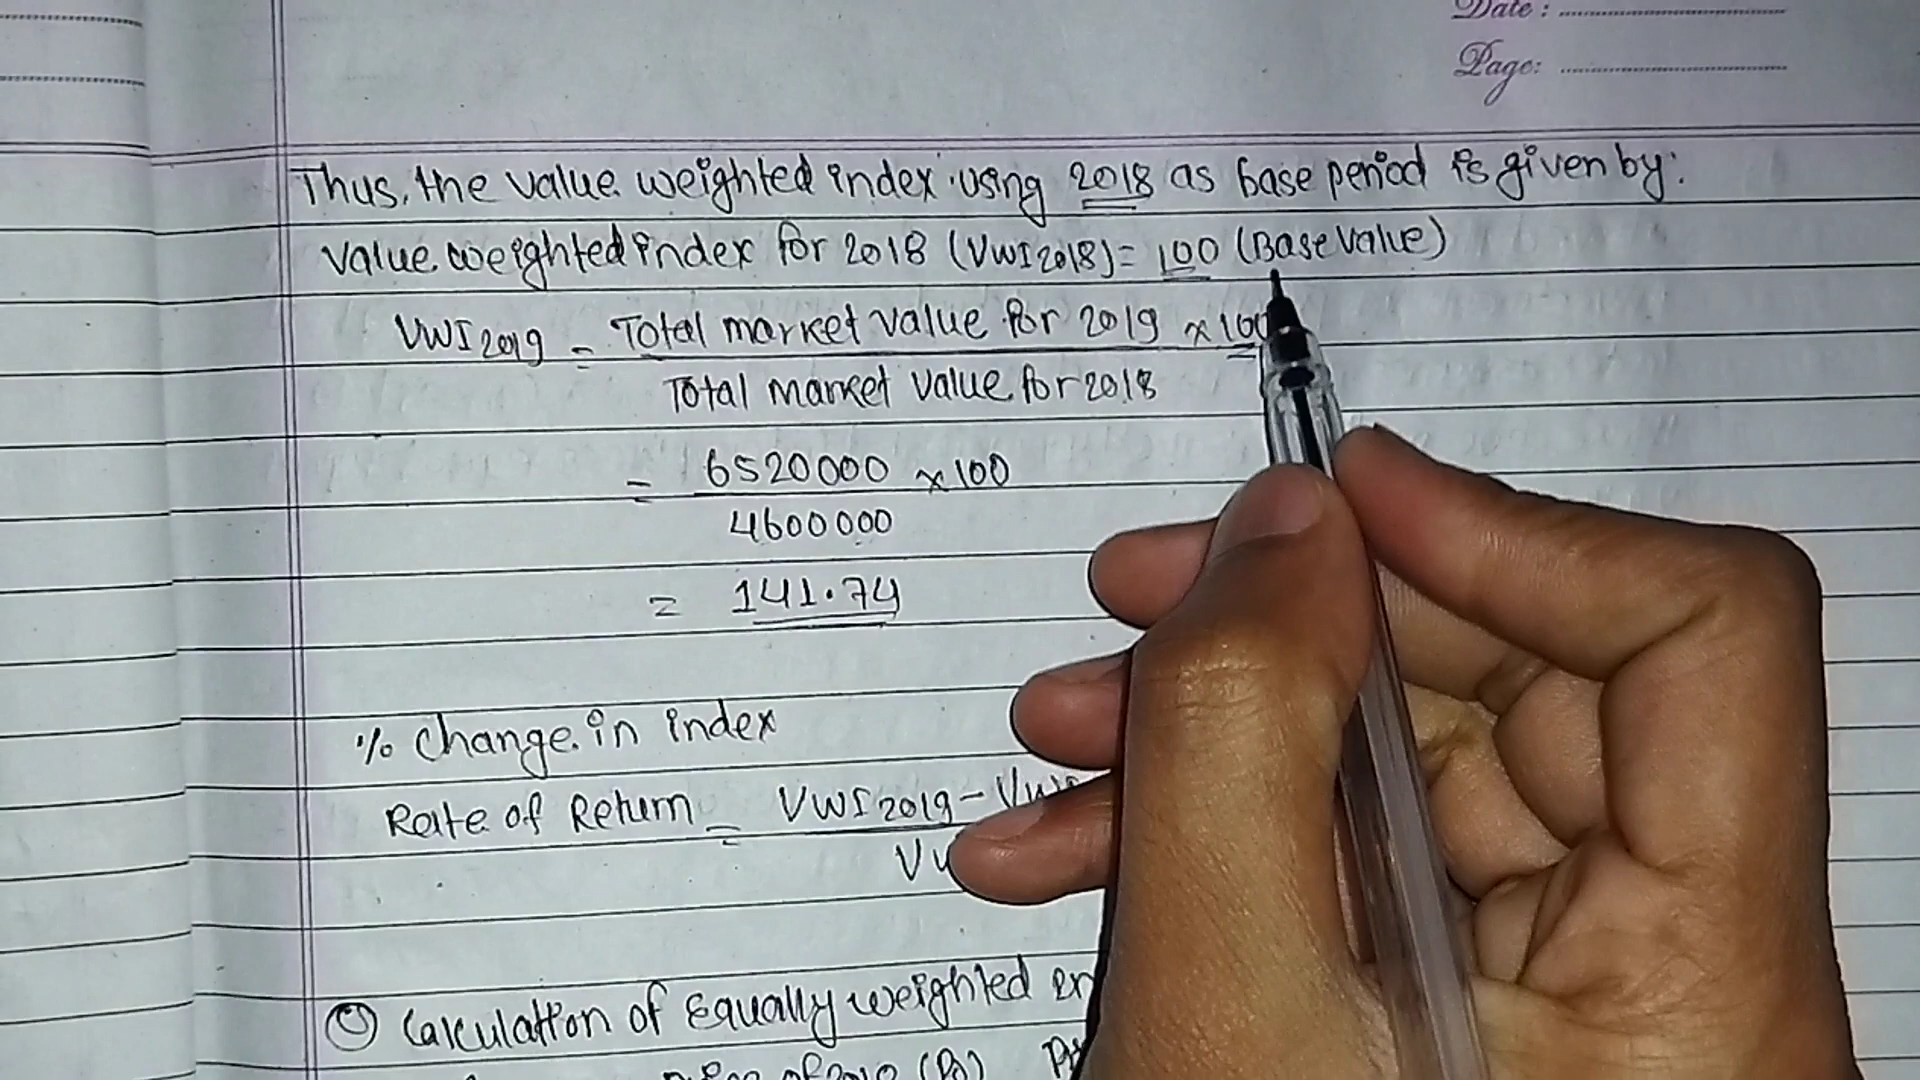 Date :
Page:
Thus, the value weighted index using 2018 as base period is given by:
Value weighted index for 2018 (VWI2018) = 100 (Base value)
VWI2019 = Total market value for 2019 × 100
Total market value for 2018
= 6520000 × 100
4600000
= 141.74
% change in index
Rate of Return = VWI2019 -
Calculation of Equally weighted